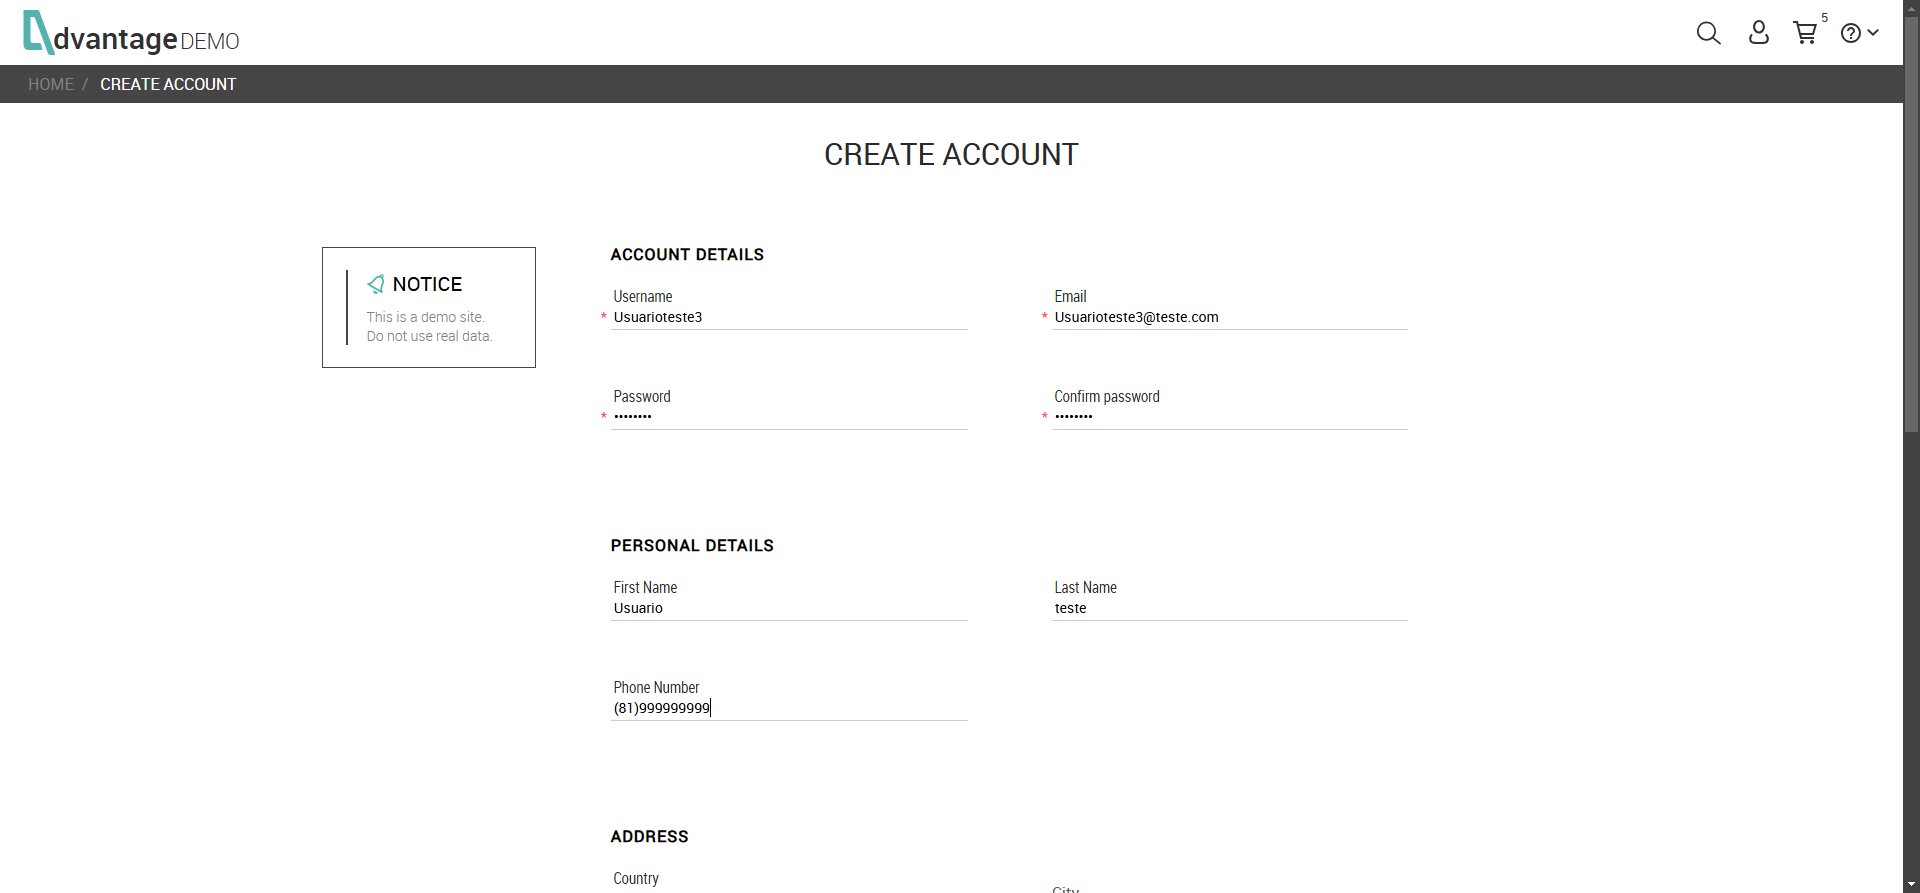 dvantage DEMO
5
HOME / CREATE ACCOUNT
CREATE ACCOUNT
NOTICE
This is a demo site.
Do not use real data.
ACCOUNT DETAILS
Username
* Usuarioteste3
Email
* Usuarioteste3@teste.com
Password
* ••••••••
Confirm password
* ••••••••
PERSONAL DETAILS
First Name
Usuario
Last Name
teste
Phone Number
(81)999999999
ADDRESS
Country
City